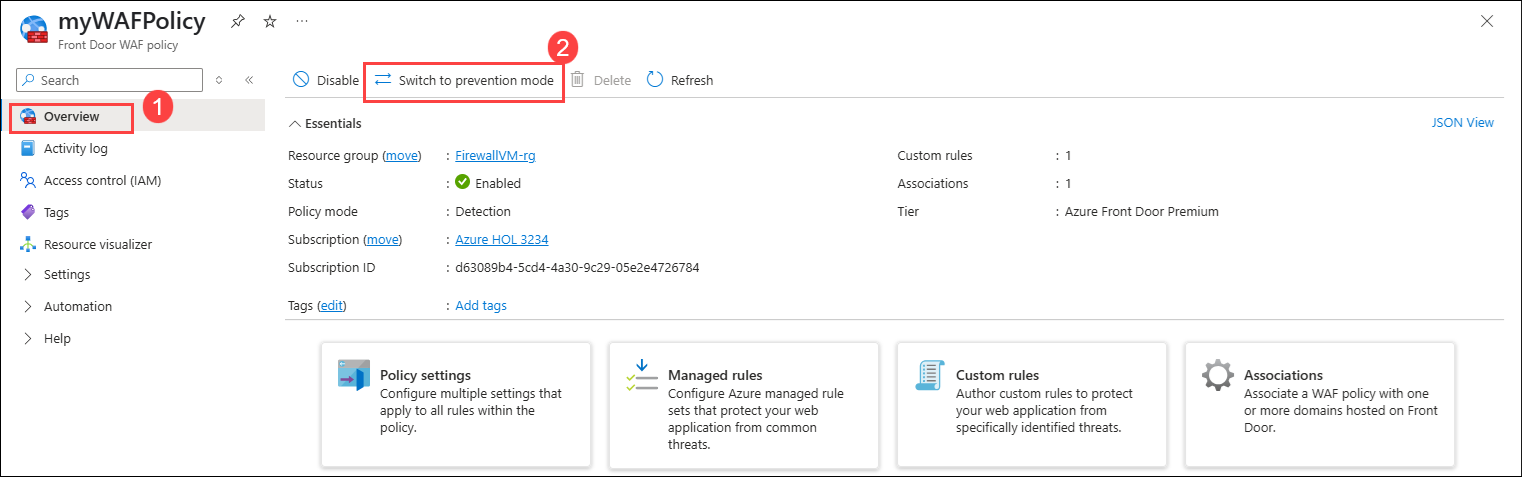 myWAFPolicy
Front Door WAF policy
Search
Overview
1
Activity log
Access control (IAM)
Tags
Resource visualizer
Settings
Automation
Help
2
Disable Switch to prevention mode Delete Refresh
Essentials
JSON View
Resource group (move) : FirewallVM-rg
Status : Enabled
Policy mode : Detection
Subscription (move) : Azure HOL 3234
Subscription ID : d63089b4-5cd4-4a30-9c29-05e2e4726784
Tags (edit) : Add tags
Custom rules : 1
Associations : 1
Tier : Azure Front Door Premium
Policy settings
Configure multiple settings that
apply to all rules within the
policy.
Managed rules
Configure Azure managed rule
sets that protect your web
application from common
threats.
Custom rules
Author custom rules to protect
your web application from
specifically identified threats.
Associations
Associate a WAF policy with one
or more domains hosted on Front
Door.